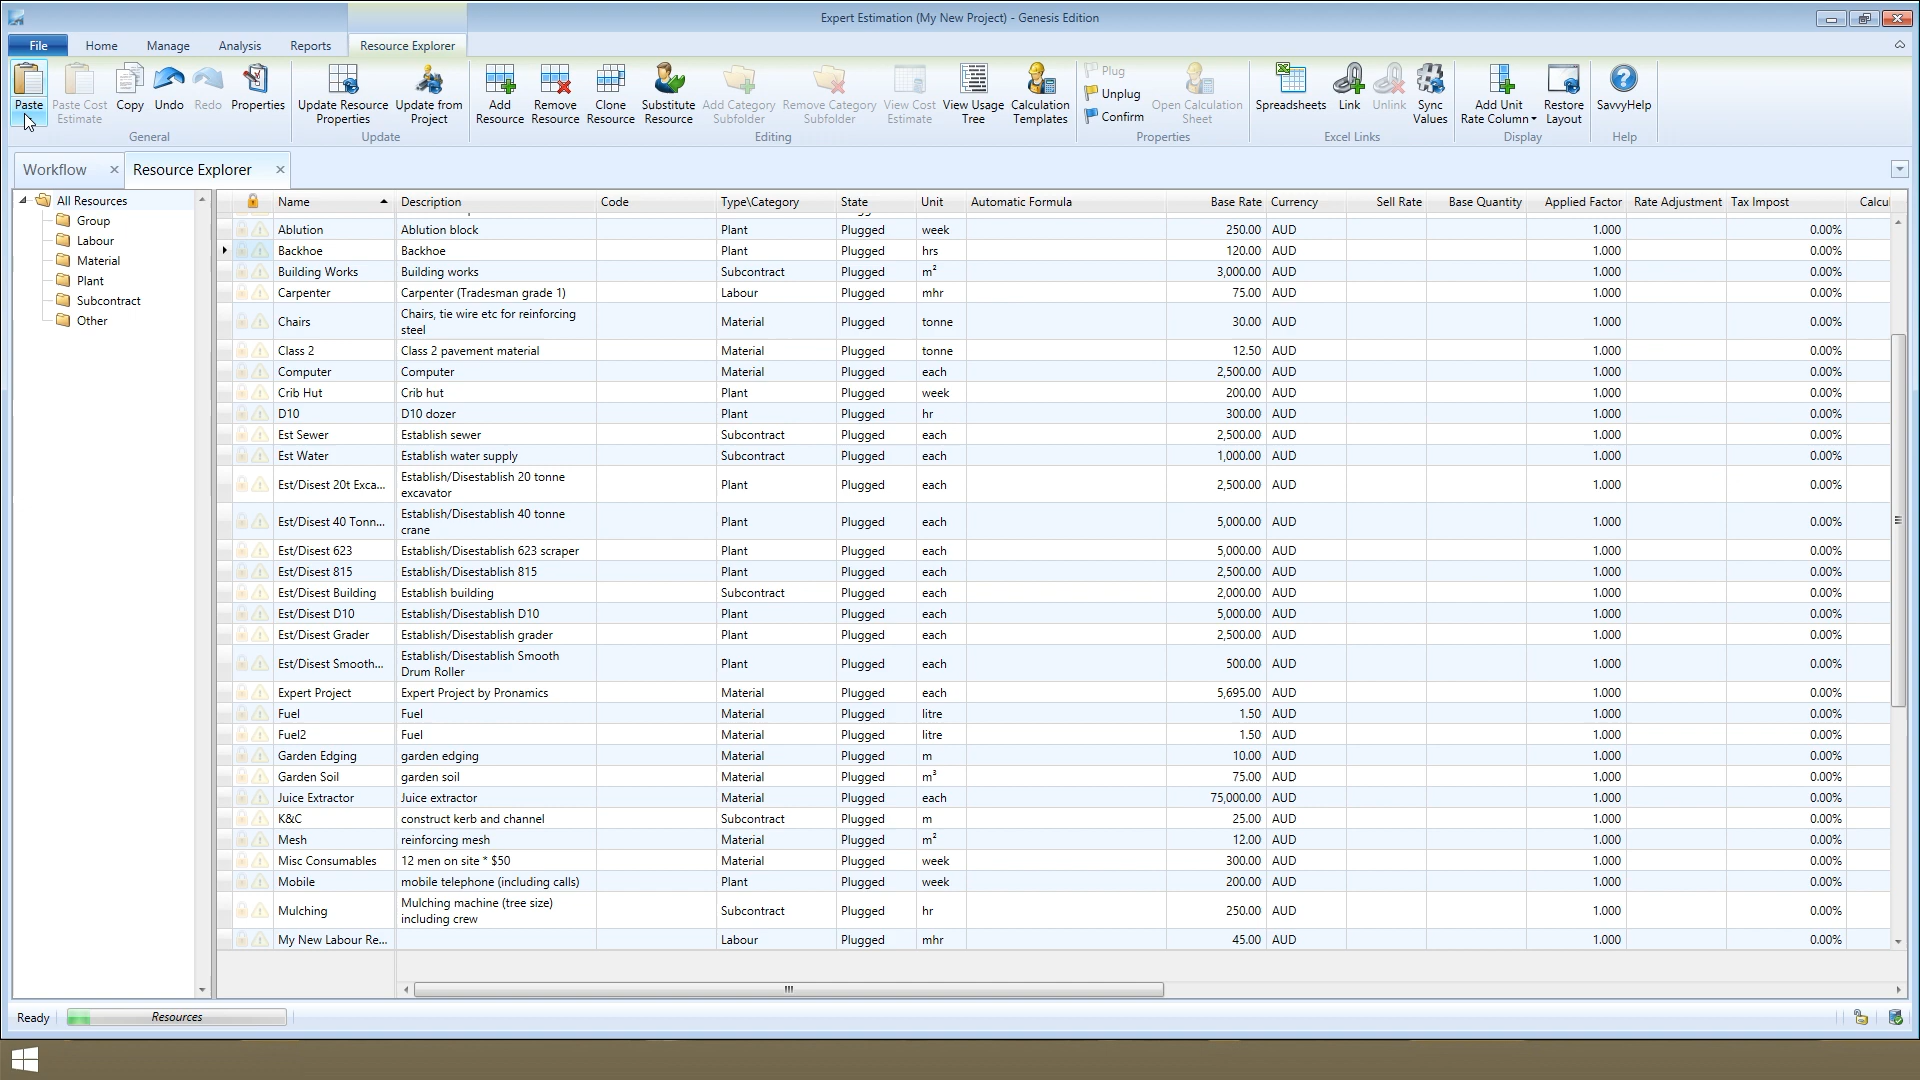 Expert Estimation (My New Project) - Genesis Edition
File Home Manage Analysis Reports Resource Explorer
Paste
Paste Cost Estimate
Copy
Undo
Redo
Properties
General
Update Resource Properties
Update from Project
Update
Add Resource
Remove Resource
Clone Resource
Substitute Resource
Add Category Subfolder
Remove Category Subfolder
View Cost Estimate
View Usage Tree
Calculation Templates
Editing
Plug
Unplug
Confirm
Open Calculation Sheet
Properties
Spreadsheets
Link
Unlink
Sync Values
Excel Links
Add Unit Rate Column
Restore Layout
Display
SavvyHelp
Help
Workflow
Resource Explorer
All Resources
Group
Labour
Material
Plant
Subcontract
Other
Name Description Code Type\Category State Unit Automatic Formula Base Rate Currency Sell Rate Base Quantity Applied Factor Rate Adjustment Tax Impost Calcul
Ablution Ablution block Plant Plugged week 250.00 AUD 1.000 0.00%
Backhoe Backhoe Plant Plugged hrs 120.00 AUD 1.000 0.00%
Building Works Building works Subcontract Plugged m² 3,000.00 AUD 1.000 0.00%
Carpenter Carpenter (Tradesman grade 1) Labour Plugged mhr 75.00 AUD 1.000 0.00%
Chairs Chairs, tie wire etc for reinforcing steel Material Plugged tonne 30.00 AUD 1.000 0.00%
Class 2 Class 2 pavement material Material Plugged tonne 12.50 AUD 1.000 0.00%
Computer Computer Material Plugged each 2,500.00 AUD 1.000 0.00%
Crib Hut Crib hut Plant Plugged week 200.00 AUD 1.000 0.00%
D10 D10 dozer Plant Plugged hr 300.00 AUD 1.000 0.00%
Est Sewer Establish sewer Subcontract Plugged each 2,500.00 AUD 1.000 0.00%
Est Water Establish water supply Subcontract Plugged each 1,000.00 AUD 1.000 0.00%
Est/Disest 20t Exca... Establish/Disestablish 20 tonne excavator Plant Plugged each 2,500.00 AUD 1.000 0.00%
Est/Disest 40 Tonn... Establish/Disestablish 40 tonne crane Plant Plugged each 5,000.00 AUD 1.000 0.00%
Est/Disest 623 Establish/Disestablish 623 scraper Plant Plugged each 5,000.00 AUD 1.000 0.00%
Est/Disest 815 Establish/Disestablish 815 Plant Plugged each 2,500.00 AUD 1.000 0.00%
Est/Disest Building Establish building Subcontract Plugged each 2,000.00 AUD 1.000 0.00%
Est/Disest D10 Establish/Disestablish D10 Plant Plugged each 5,000.00 AUD 1.000 0.00%
Est/Disest Grader Establish/Disestablish grader Plant Plugged each 2,500.00 AUD 1.000 0.00%
Est/Disest Smooth... Establish/Disestablish Smooth Drum Roller Plant Plugged each 500.00 AUD 1.000 0.00%
Expert Project Expert Project by Pronamics Material Plugged each 5,695.00 AUD 1.000 0.00%
Fuel Fuel Material Plugged litre 1.50 AUD 1.000 0.00%
Fuel2 Fuel Material Plugged litre 1.50 AUD 1.000 0.00%
Garden Edging garden edging Material Plugged m 10.00 AUD 1.000 0.00%
Garden Soil garden soil Material Plugged m³ 75.00 AUD 1.000 0.00%
Juice Extractor Juice extractor Material Plugged each 75,000.00 AUD 1.000 0.00%
K&C construct kerb and channel Subcontract Plugged m 25.00 AUD 1.000 0.00%
Mesh reinforcing mesh Material Plugged m² 12.00 AUD 1.000 0.00%
Misc Consumables 12 men on site * $50 Material Plugged week 300.00 AUD 1.000 0.00%
Mobile mobile telephone (including calls) Plant Plugged week 200.00 AUD 1.000 0.00%
Mulching Mulching machine (tree size) including crew Subcontract Plugged hr 250.00 AUD 1.000 0.00%
My New Labour Re... Labour Plugged mhr 45.00 AUD 1.000 0.00%
Ready Resources